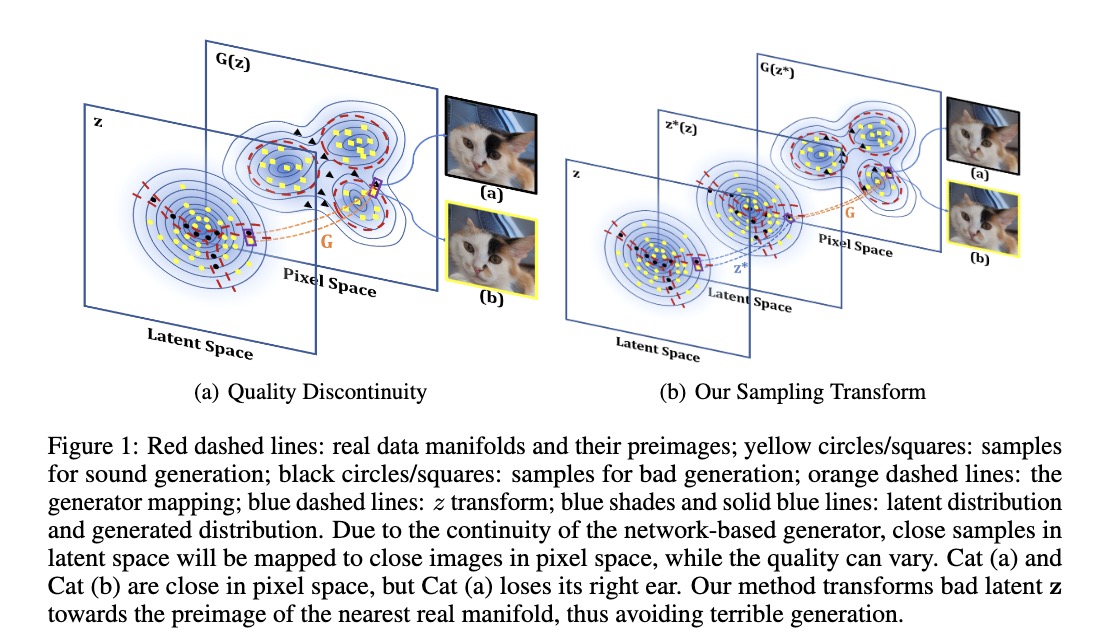 G(z)
z
(a)
G
(b)
Pixel Space
Latent Space
G(z*)
z*(z)
z
(a)
G
(b)
Pixel Space
z*
Latent Space
Latent Space
(a) Quality Discontinuity
(b) Our Sampling Transform
Figure 1: Red dashed lines: real data manifolds and their preimages; yellow circles/squares: samples
for sound generation; black circles/squares: samples for bad generation; orange dashed lines: the
generator mapping; blue dashed lines: z transform; blue shades and solid blue lines: latent distribution
and generated distribution. Due to the continuity of the network-based generator, close samples in
latent space will be mapped to close images in pixel space, while the quality can vary. Cat (a) and
Cat (b) are close in pixel space, but Cat (a) loses its right ear. Our method transforms bad latent z
towards the preimage of the nearest real manifold, thus avoiding terrible generation.